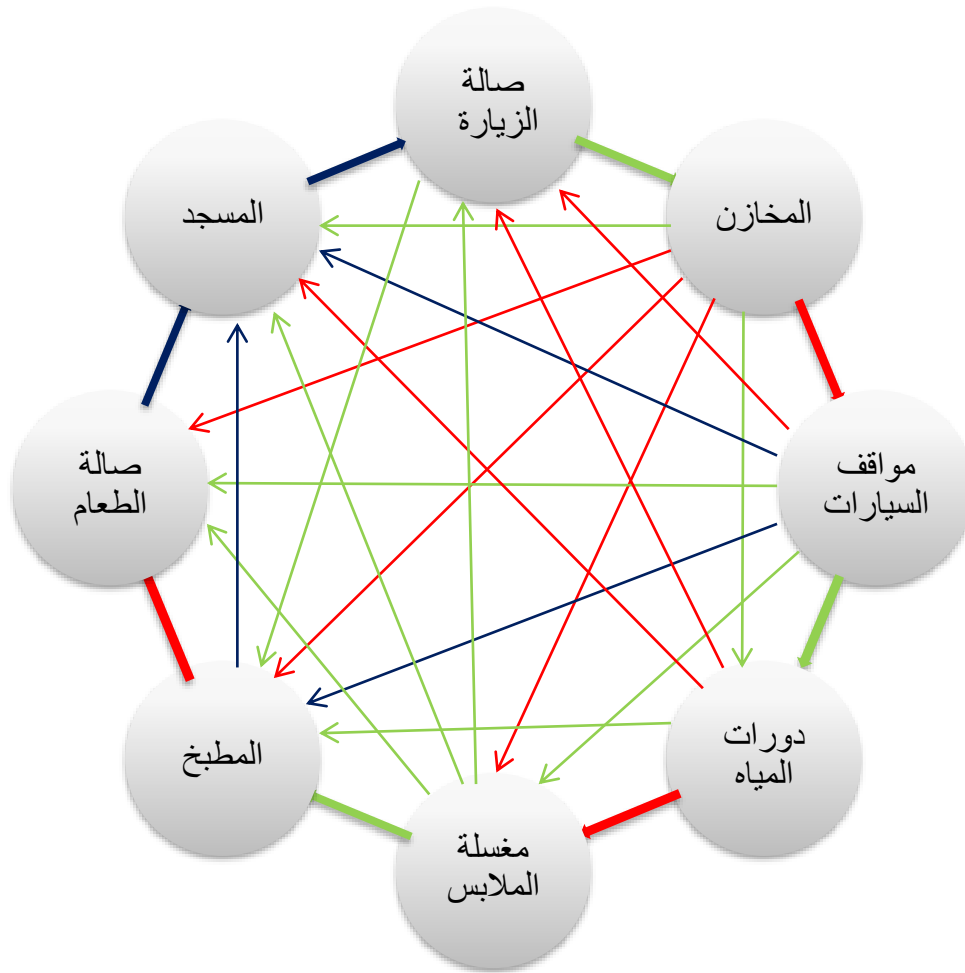 صالة
الزيارة
المسجد
المخازن
صالة
الطعام
مواقف
السيارات
المطبخ
دورات
المياه
مغسلة
الملابس